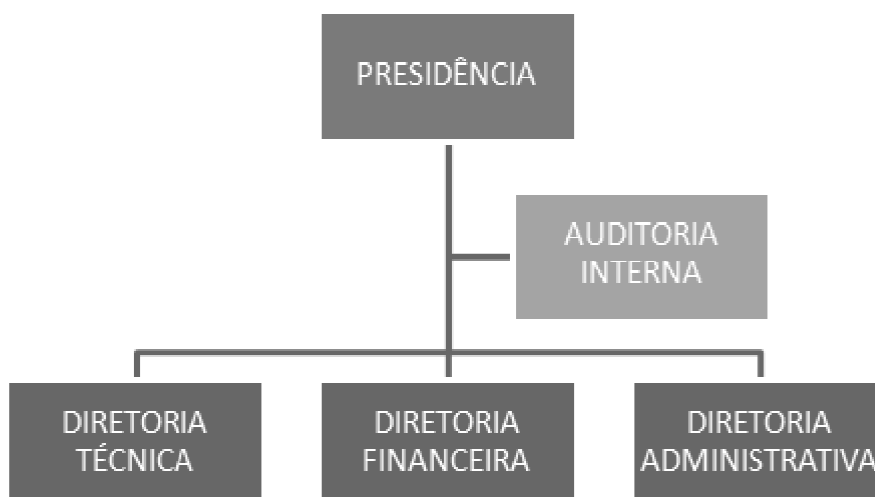 PRESIDÊNCIA
AUDITORIA
INTERNA
DIRETORIA
TÉCNICA
DIRETORIA
FINANCEIRA
DIRETORIA
ADMINISTRATIVA